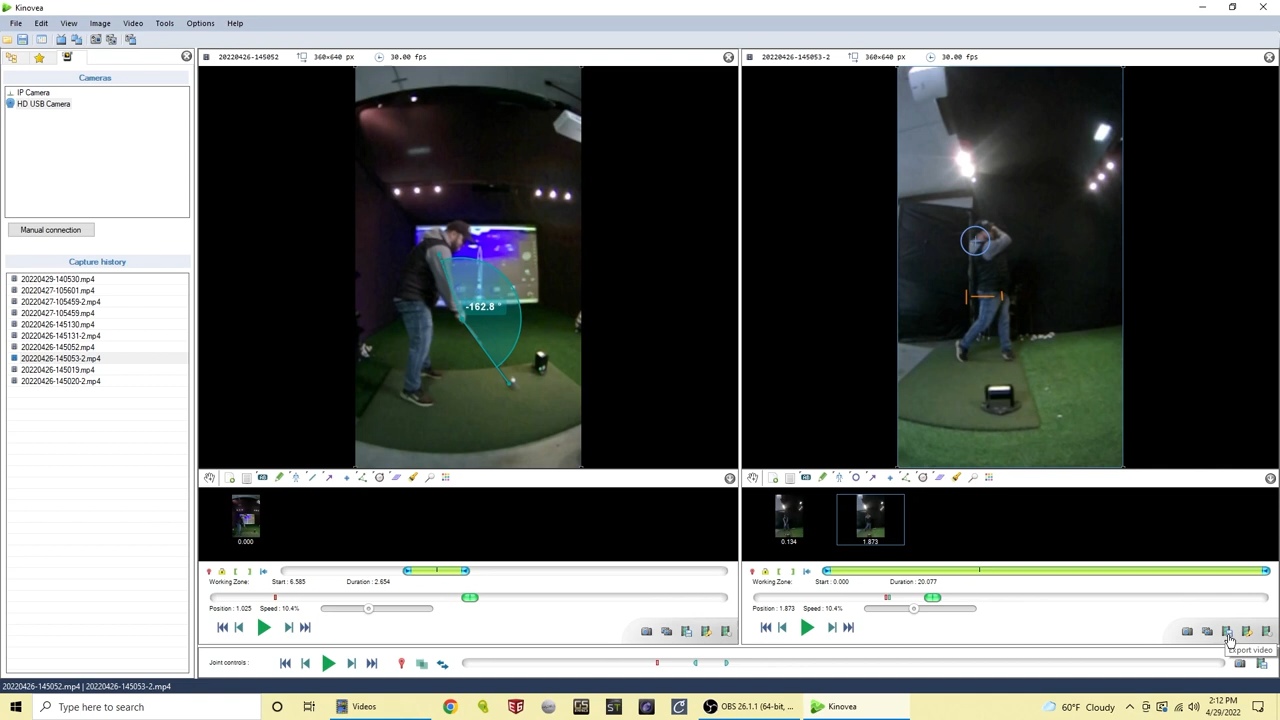 Kinovea
File Edit View Image Video Tools Options Help
20220426-145052 360x640 px 30.00 fps
20220426-145053-2 360x640 px 30.00 fps
Cameras
IP Camera
HD USB Camera
Manual connection
Capture history
20220429-140530.mp4
20220427-105601.mp4
20220427-105459-2.mp4
20220427-105459.mp4
20220426-145130.mp4
20220426-145131-2.mp4
20220426-145052.mp4
20220426-145053-2.mp4
20220426-145019.mp4
20220426-145020-2.mp4
-162.8 °
0.000
0.134 1.873
Working Zone: Start : 6.585 Duration : 2.654
Position : 1.025 Speed : 10.4%
Working Zone: Start : 0.000 Duration : 20.077
Position : 1.873 Speed : 10.4%
Export video
Joint controls :
20220426-145052.mp4 | 20220426-145053-2.mp4
Type here to search
Videos
OBS 26.1.1 (64-bit, ...
Kinovea
60°F Cloudy
2:12 PM
4/29/2022